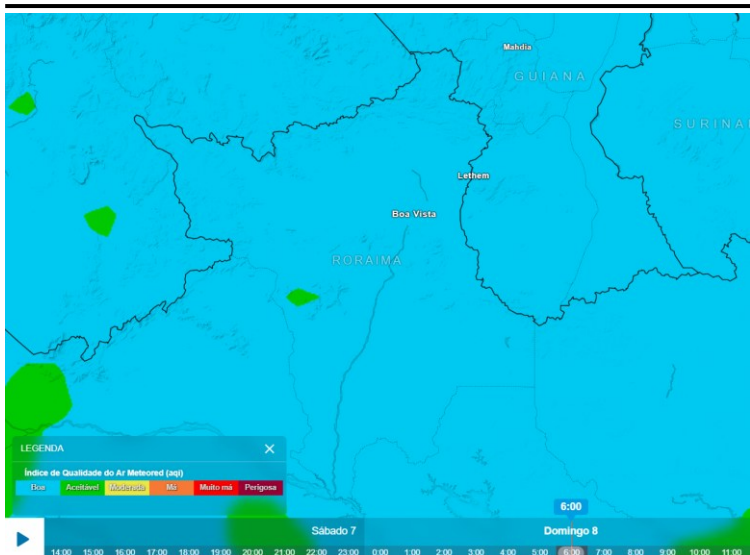 Mahdia
GUIANA
SURINA
Lethem
Boa Vista
RORAIMA
LEGENDA
Índice de Qualidade do Ar Meteored (aqi)
Boa Aceitável Moderada Má Muito má Perigosa
6:00
Sábado 7 Domingo 8
14:00 15:00 16:00 17:00 18:00 19:00 20:00 21:00 22:00 23:00 0:00 1:00 2:00 3:00 4:00 5:00 6:00 7:00 8:00 9:00 10:00 11:00